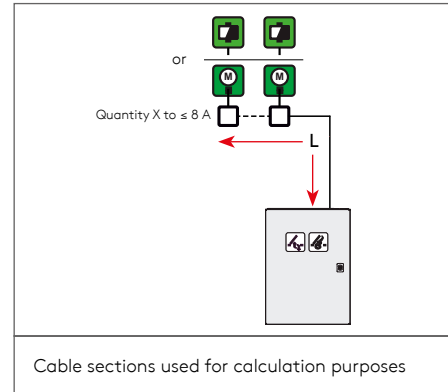 or
M M
Quantity X to ≤ 8 A
L
Cable sections used for calculation purposes